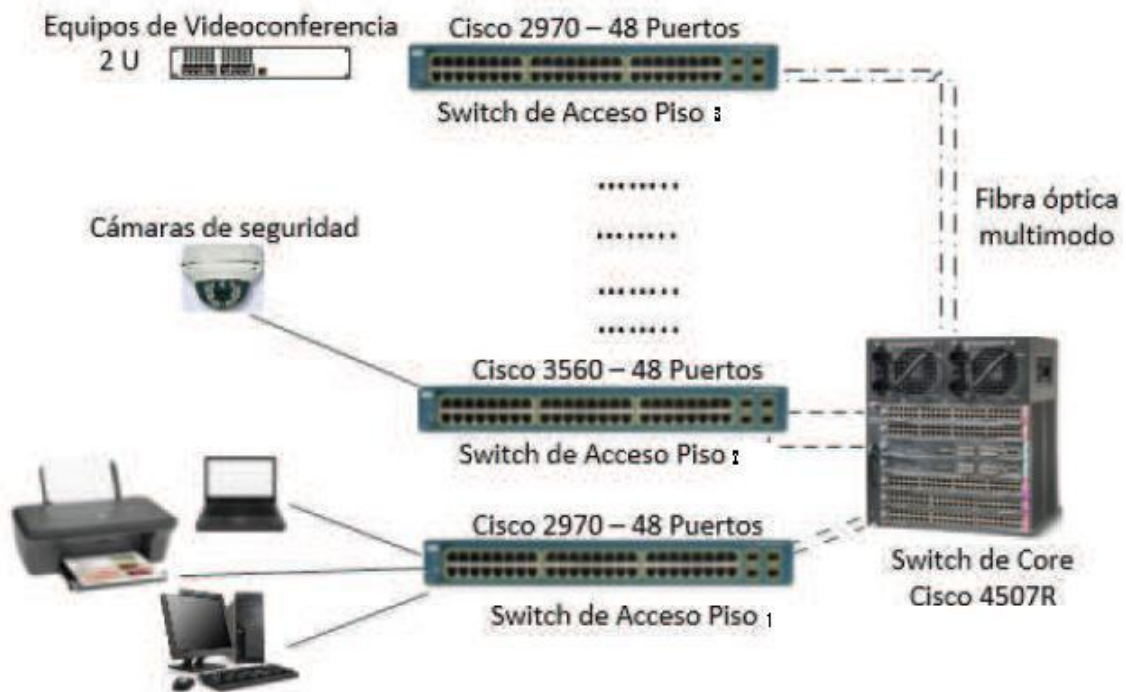 Equipos de Videoconferencia
2 U
Cisco 2970 – 48 Puertos
Switch de Acceso Piso 3
Fibra óptica
multimodo
Cámaras de seguridad
Cisco 3560 – 48 Puertos
Switch de Acceso Piso 2
Cisco 2970 – 48 Puertos
Switch de Acceso Piso 1
Switch de Core
Cisco 4507R